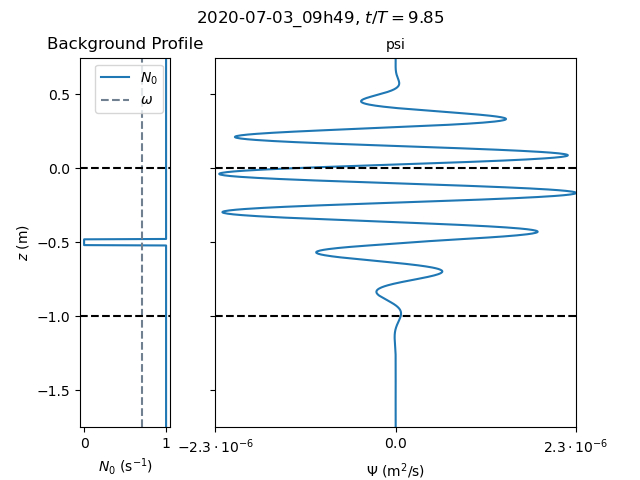 2020-07-03_09h49, t/T = 9.85
Background Profile
psi
N₀
ω
0.5
0.0
−0.5
−1.0
−1.5
z (m)
0
1
N₀ (s⁻¹)
−2.3 · 10⁻⁶
0.0
2.3 · 10⁻⁶
Ψ (m²/s)